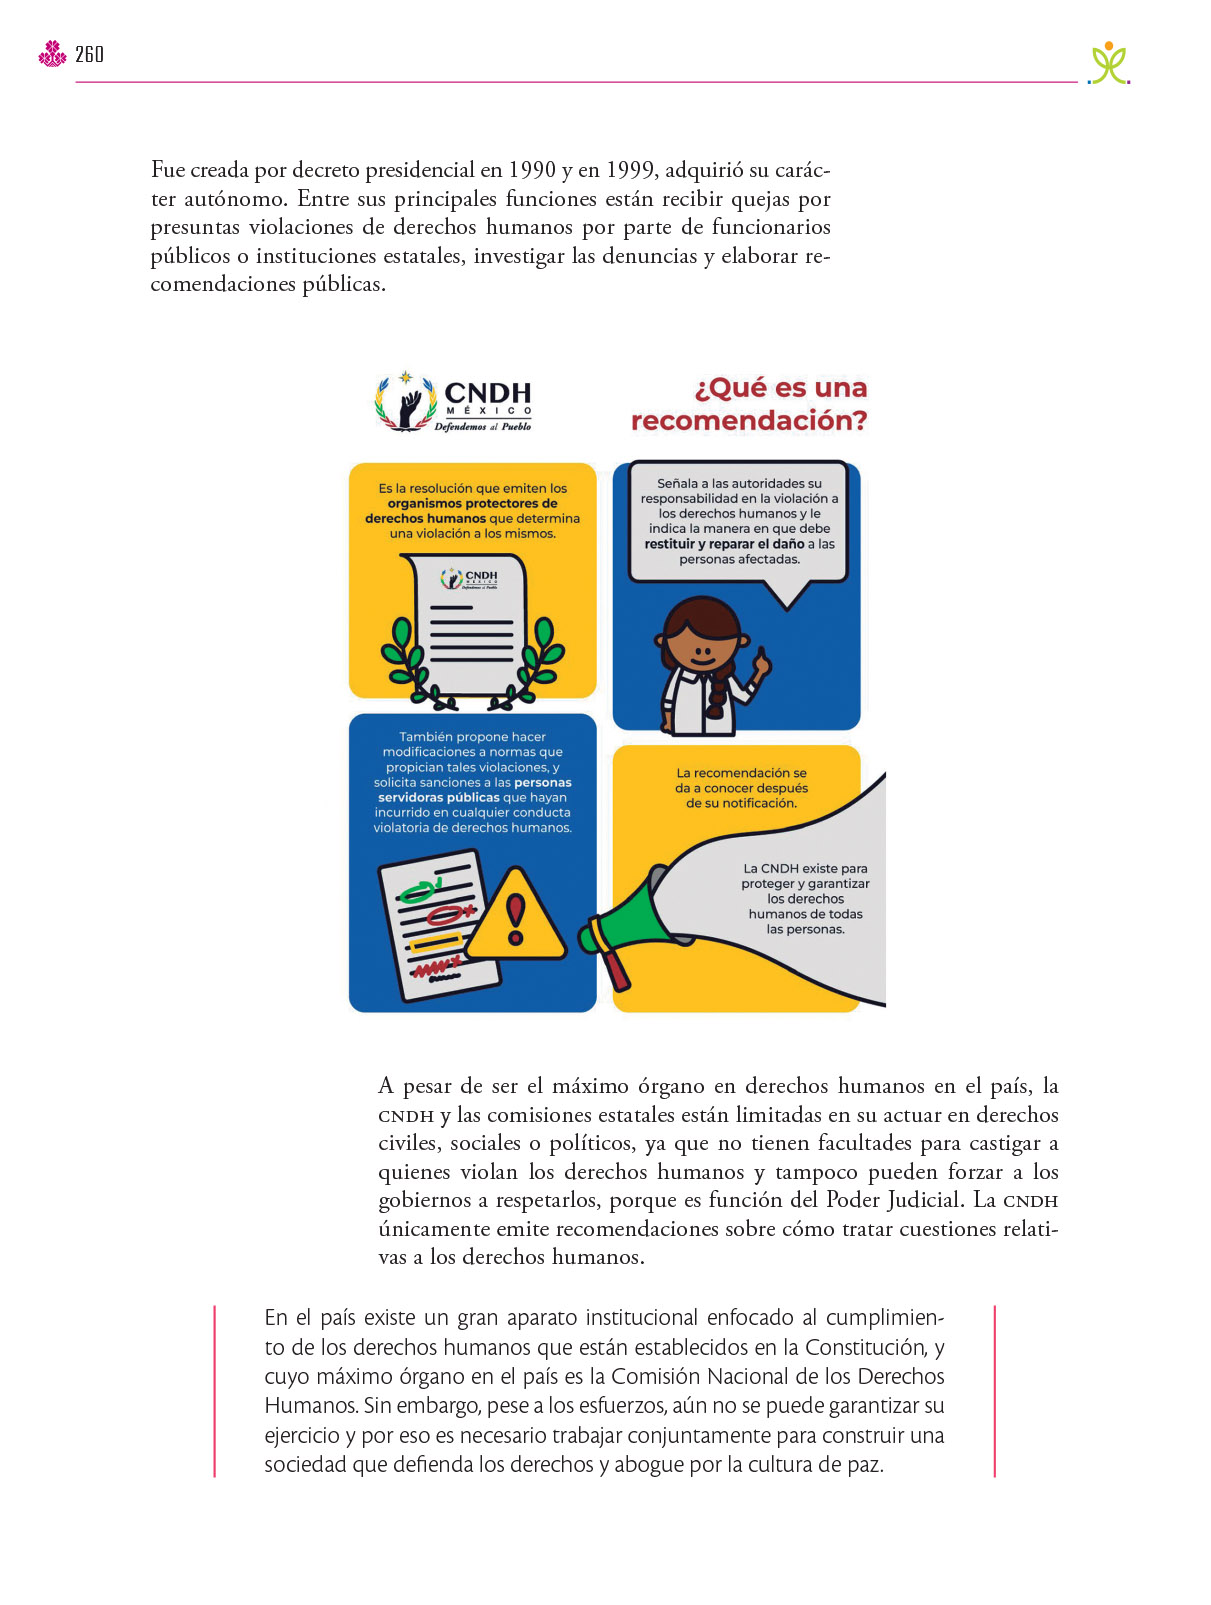 260
Fue creada por decreto presidencial en 1990 y en 1999, adquirió su carác-
ter autónomo. Entre sus principales funciones están recibir quejas por
presuntas violaciones de derechos humanos por parte de funcionarios
públicos o instituciones estatales, investigar las denuncias y elaborar re-
comendaciones públicas.
CNDH
MÉXICO
Defendemos al Pueblo
¿Qué es una
recomendación?
Es la resolución que emiten los
organismos protectores de
derechos humanos que determina
una violación a los mismos.
CNDH
MÉXICO
Defendemos al Pueblo
Señala a las autoridades su
responsabilidad en la violación a
los derechos humanos y le
indica la manera en que debe
restituir y reparar el daño a las
personas afectadas.
También propone hacer
modificaciones a normas que
propician tales violaciones, y
solicita sanciones a las personas
servidoras públicas que hayan
incurrido en cualquier conducta
violatoria de derechos humanos.
La recomendación se
da a conocer después
de su notificación.
La CNDH existe para
proteger y garantizar
los derechos
humanos de todas
las personas.
A pesar de ser el máximo órgano en derechos humanos en el país, la
CNDH y las comisiones estatales están limitadas en su actuar en derechos
civiles, sociales o políticos, ya que no tienen facultades para castigar a
quienes violan los derechos humanos y tampoco pueden forzar a los
gobiernos a respetarlos, porque es función del Poder Judicial. La CNDH
únicamente emite recomendaciones sobre cómo tratar cuestiones relati-
vas a los derechos humanos.
En el país existe un gran aparato institucional enfocado al cumplimien-
to de los derechos humanos que están establecidos en la Constitución, y
cuyo máximo órgano en el país es la Comisión Nacional de los Derechos
Humanos. Sin embargo, pese a los esfuerzos, aún no se puede garantizar su
ejercicio y por eso es necesario trabajar conjuntamente para construir una
sociedad que defienda los derechos y abogue por la cultura de paz.